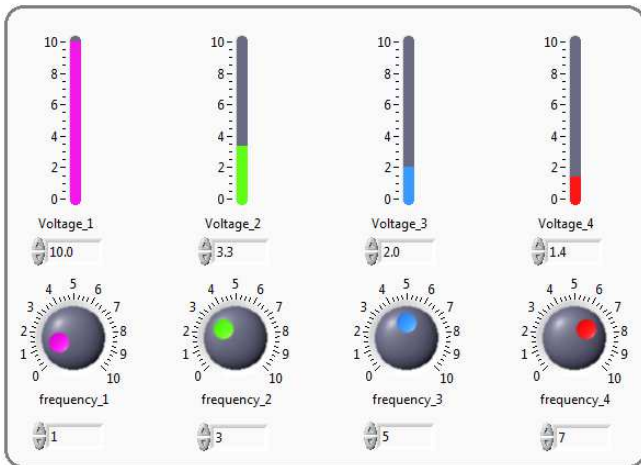 10 8 6 4 2 0
10 8 6 4 2 0
10 8 6 4 2 0
10 8 6 4 2 0
Voltage_1 Voltage_2 Voltage_3 Voltage_4
10.0 3.3 2.0 1.4
0 1 2 3 4 5 6 7 8 9 10
0 1 2 3 4 5 6 7 8 9 10
0 1 2 3 4 5 6 7 8 9 10
0 1 2 3 4 5 6 7 8 9 10
frequency_1 frequency_2 frequency_3 frequency_4
1 3 5 7